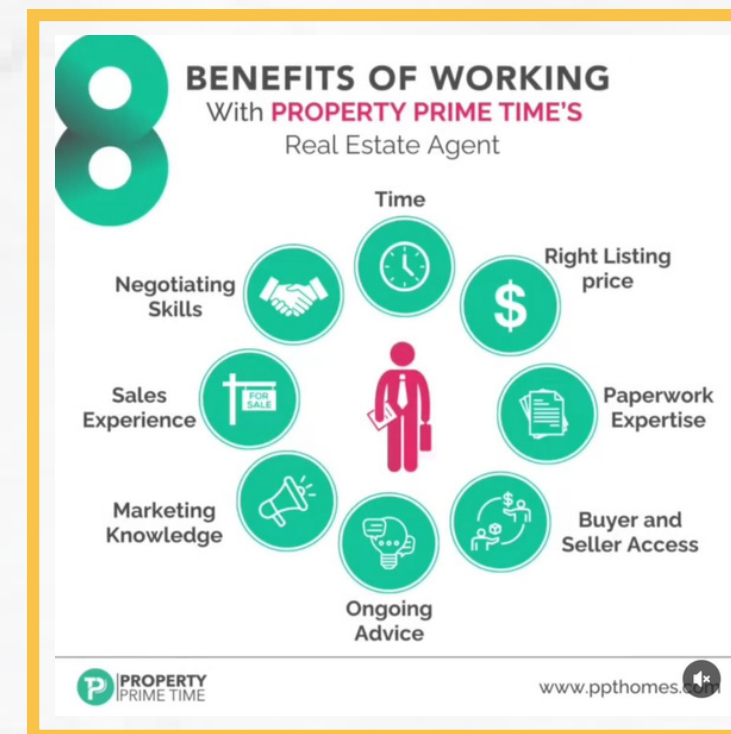 8
BENEFITS OF WORKING
With PROPERTY PRIME TIME'S
Real Estate Agent
Time
Right Listing
price
Paperwork
Expertise
Buyer and
Seller Access
Ongoing
Advice
Marketing
Knowledge
Sales
Experience
FOR
SALE
Negotiating
Skills
$
$
PROPERTY
PRIME TIME
www.ppthomes.com